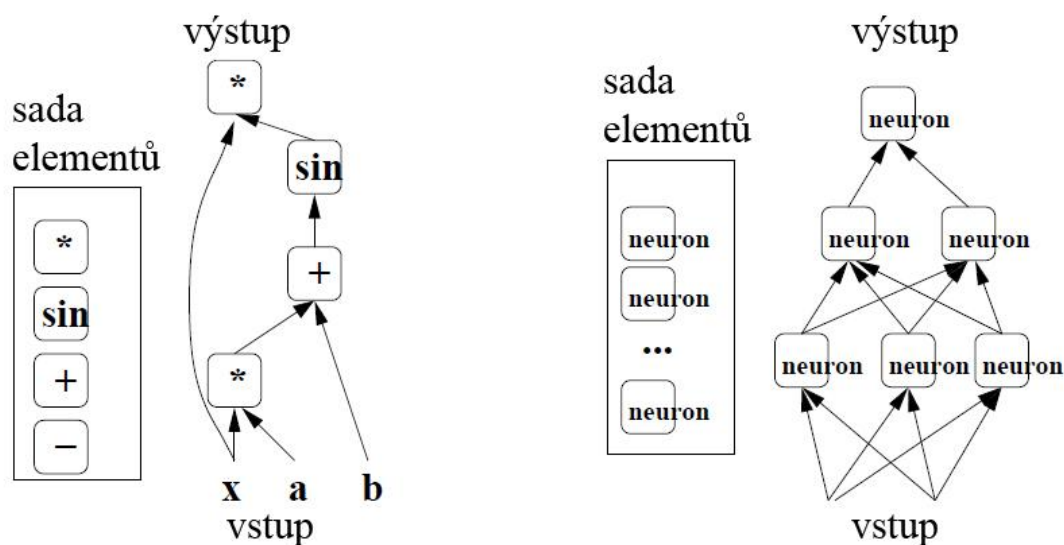 výstup
*
sada
elementů
sin
*
sin
+
+
*
−
x a b
vstup
výstup
sada
elementů
neuron
neuron neuron neuron
neuron
...
neuron neuron neuron
neuron
vstup